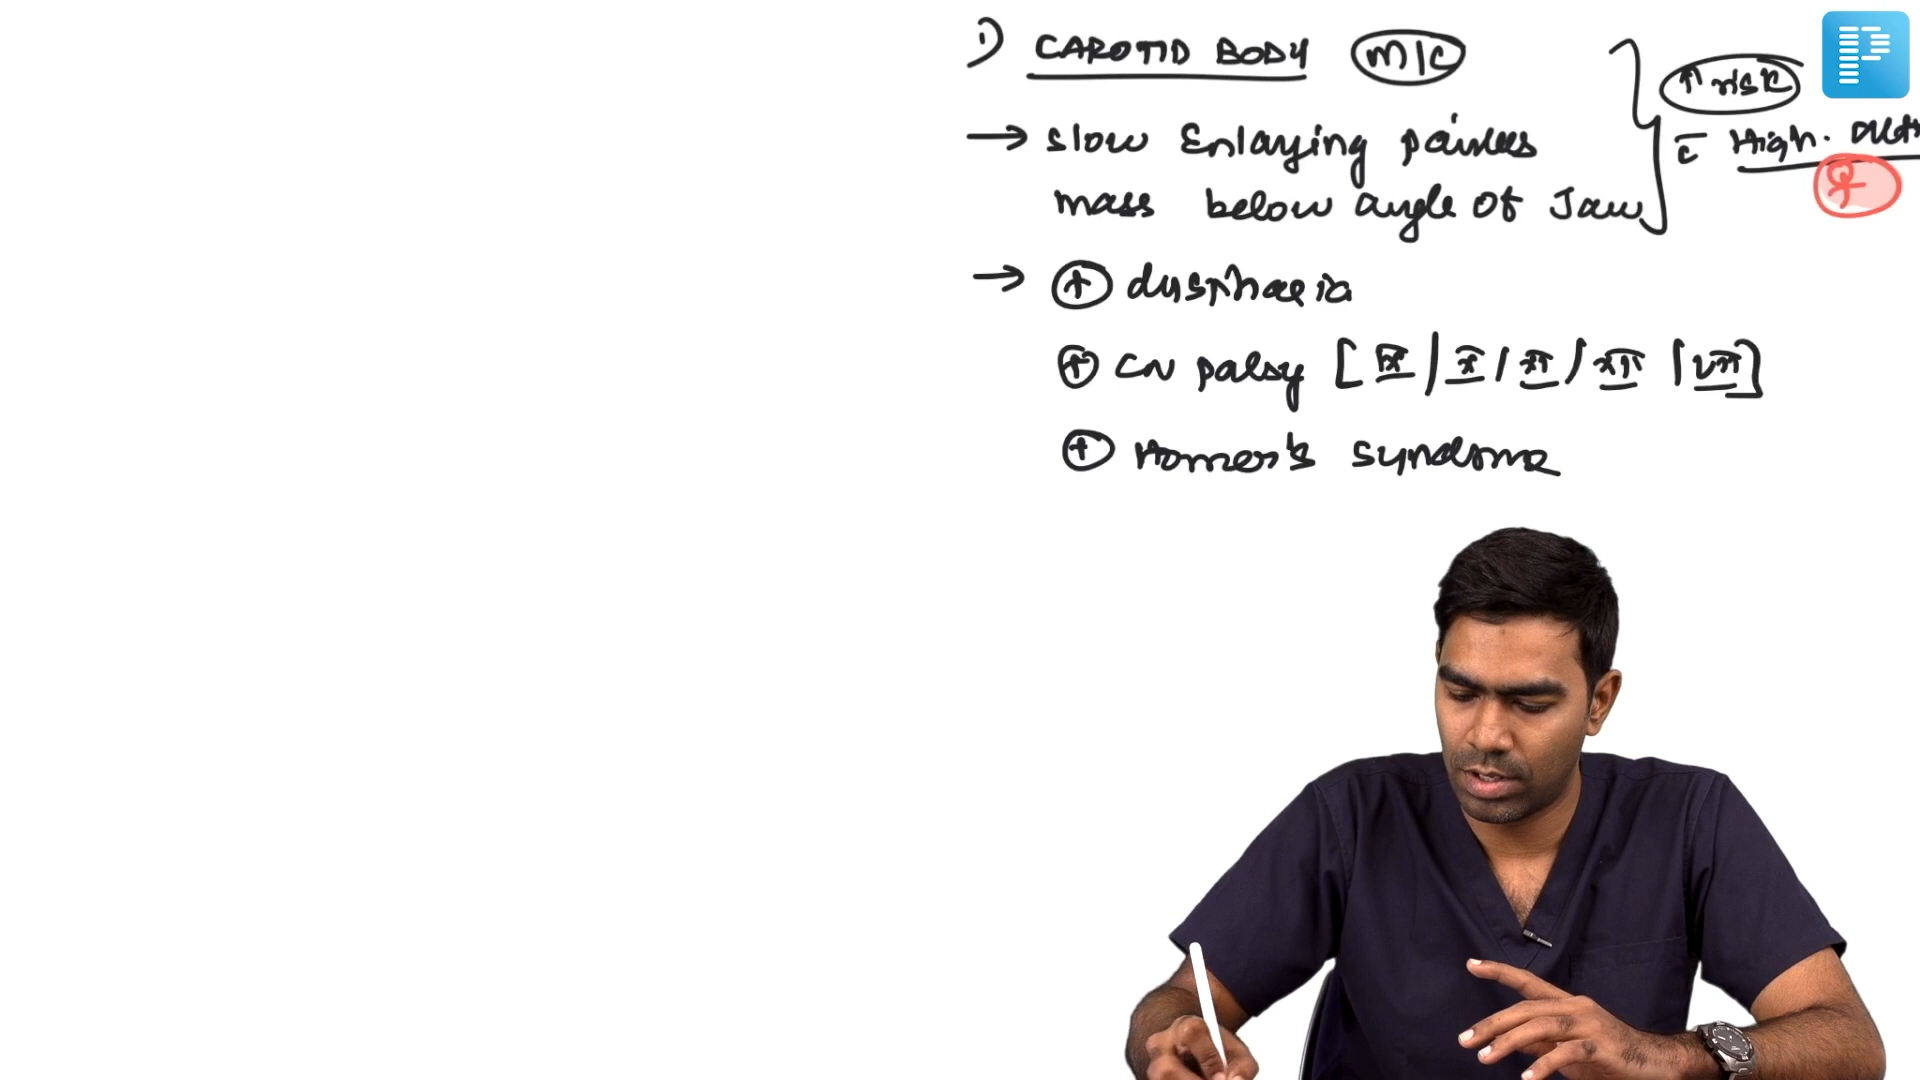 1) CAROTID BODY (M/C)
→ slow Enlarging painless
mass below angle of Jaw
↑ risk
c̄ High.
♀
→ ⊕ dysphagia
⊕ CN palsy [IX / X / XI / XII / VII]
⊕ Horner's syndrome